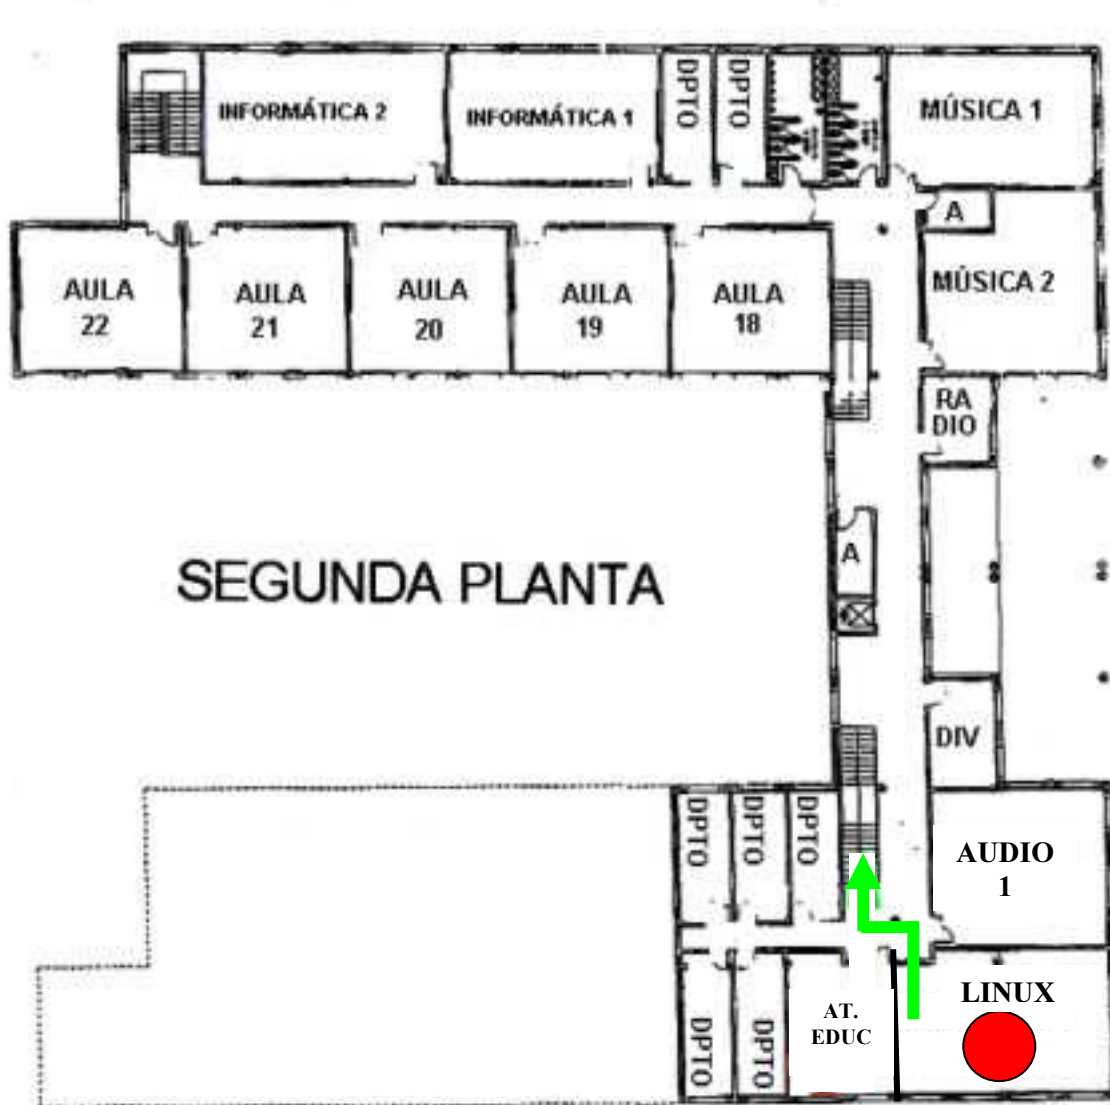 INFORMÁTICA 2
INFORMÁTICA 1
DPTO
DPTO
MÚSICA 1
A
MÚSICA 2
AULA
22
AULA
21
AULA
20
AULA
19
AULA
18
RA
DIO
A
SEGUNDA PLANTA
DIV
DPTO
DPTO
DPTO
AUDIO
1
DPTO
DPTO
AT.
EDUC
LINUX